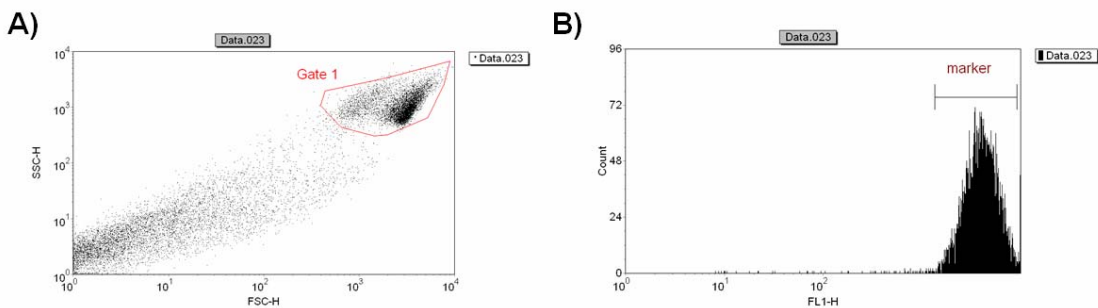 A)
Data.023
Data.023
Gate 1
10^4
10^3
10^2
10^1
10^0
SSC-H
10^0 10^1 10^2 10^3 10^4
FSC-H
B)
Data.023
Data.023
marker
96
72
48
24
0
Count
10^0 10^1 10^2
FL1-H